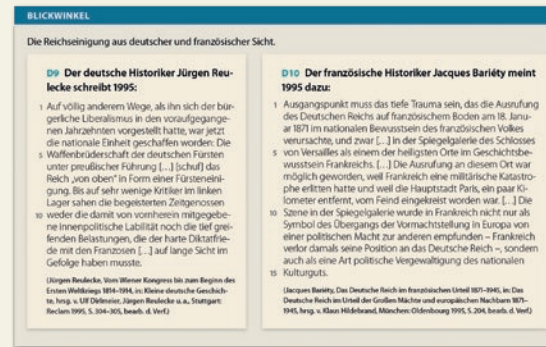 BLICKWINKEL
Die Reichseinigung aus deutscher und französischer Sicht.
D9 Der deutsche Historiker Jürgen Reu-
lecke schreibt 1995:
1 Auf völlig anderem Wege, als ihn sich der bür-
gerliche Liberalismus in den voraufgegange-
nen Jahrzehnten vorgestellt hatte, war jetzt
die nationale Einheit geschaffen worden: Die
5 Waffenbrüderschaft der deutschen Fürsten
unter preußischer Führung […] [schuf] das
Reich „von oben" in Form einer Fürsteneini-
gung. Bis auf sehr wenige Kritiker im linken
Lager sahen die begeisterten Zeitgenossen
10 weder die damit von vornherein mitgegebe-
ne innenpolitische Labilität noch die tief grei-
fenden Belastungen, die der harte Diktatfrie-
de mit den Franzosen […] auf lange Sicht im
Gefolge haben musste.
(Jürgen Reulecke, Vom Wiener Kongress bis zum Beginn des
Ersten Weltkriegs 1814–1914, in: Kleine deutsche Geschich-
te, hrsg. v. Ulf Dirlmeier, Jürgen Reulecke u. a., Stuttgart:
Reclam 1995, S. 304–305, bearb. d. Verf.)
D10 Der französische Historiker Jacques Bariéty meint
1995 dazu:
1 Ausgangspunkt muss das tiefe Trauma sein, das die Ausrufung
des Deutschen Reichs auf französischem Boden am 18. Janu-
ar 1871 im nationalen Bewusstsein des französischen Volkes
verursachte, und zwar […] in der Spiegelgalerie des Schlosses
5 von Versailles als einem der heiligsten Orte im Geschichtsbe-
wusstsein Frankreichs. […] Die Ausrufung an diesem Ort war
möglich geworden, weil Frankreich eine militärische Katastro-
phe erlitten hatte und weil die Hauptstadt Paris, ein paar Ki-
lometer entfernt, vom Feind eingekreist worden war. […] Die
10 Szene in der Spiegelgalerie wurde in Frankreich nicht nur als
Symbol des Übergangs der Vormachtstellung in Europa von
einer politischen Macht zur anderen empfunden – Frankreich
verlor damals seine Position an das Deutsche Reich –, sondern
auch als eine Art politische Vergewaltigung des nationalen
15 Kulturguts.
(Jacques Bariéty, Das Deutsche Reich im französischen Urteil 1871–1945, in: Das
Deutsche Reich im Urteil der Großen Mächte und europäischen Nachbarn 1871–
1945, hrsg. v. Klaus Hildebrand, München: Oldenbourg 1995, S. 204, bearb. d. Verf.)